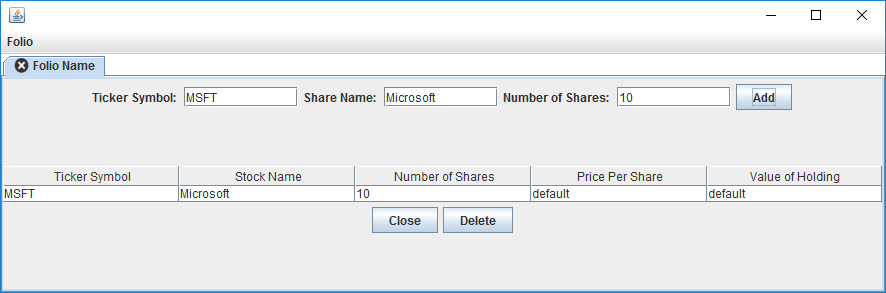 Folio
Folio Name
Ticker Symbol: MSFT Share Name: Microsoft Number of Shares: 10 Add
Ticker Symbol Stock Name Number of Shares Price Per Share Value of Holding
MSFT Microsoft 10 default default
Close Delete